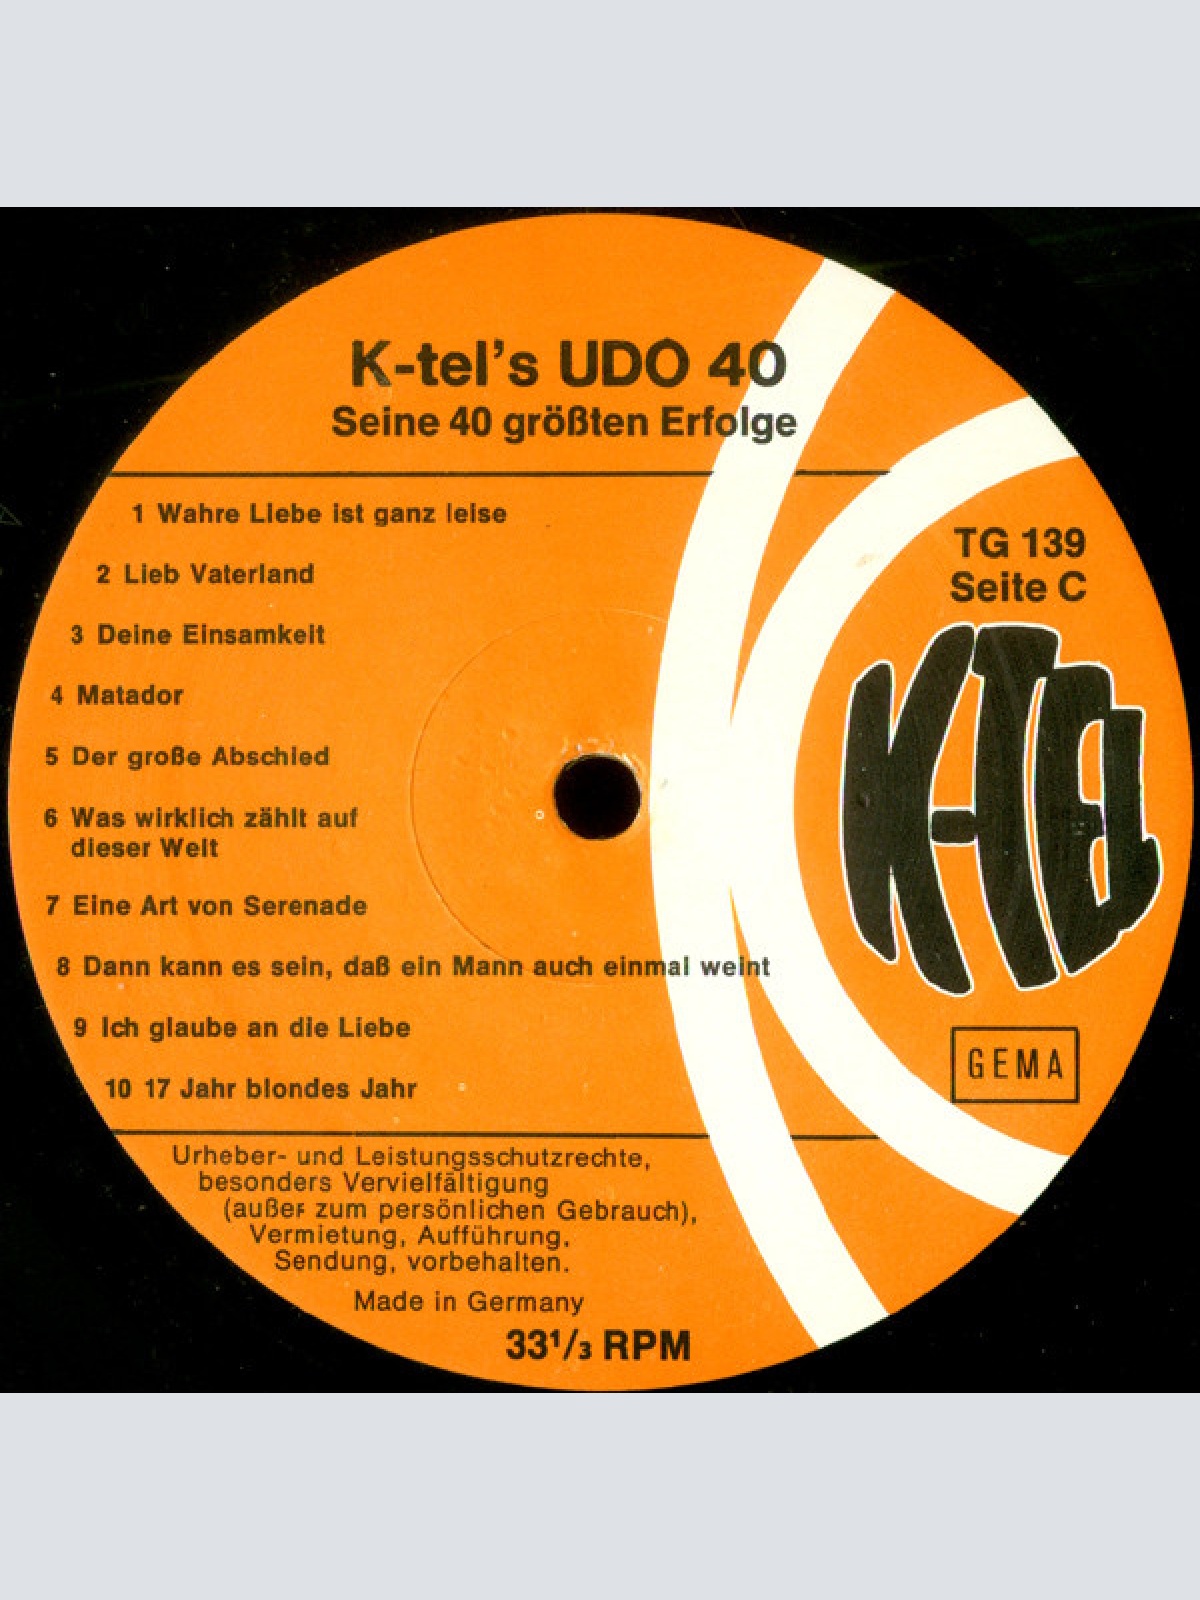 K-tel's UDO 40
Seine 40 größten Erfolge
1 Wahre Liebe ist ganz leise
2 Lieb Vaterland
3 Deine Einsamkeit
4 Matador
5 Der große Abschied
6 Was wirklich zählt auf
dieser Welt
7 Eine Art von Serenade
8 Dann kann es sein, daß ein Mann auch einmal weint
9 Ich glaube an die Liebe
10 17 Jahr blondes Jahr
TG 139
Seite C
K-TEL
GEMA
Urheber- und Leistungsschutzrechte,
besonders Vervielfältigung
(außer zum persönlichen Gebrauch),
Vermietung, Aufführung.
Sendung, vorbehalten.
Made in Germany
33¹/₃ RPM